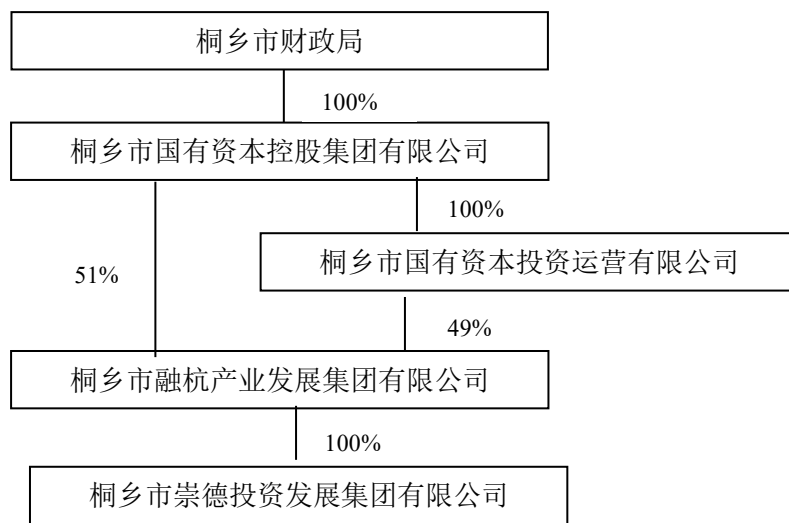 桐乡市财政局
100%
桐乡市国有资本控股集团有限公司
100%
桐乡市国有资本投资运营有限公司
51%
49%
桐乡市融杭产业发展集团有限公司
100%
桐乡市崇德投资发展集团有限公司